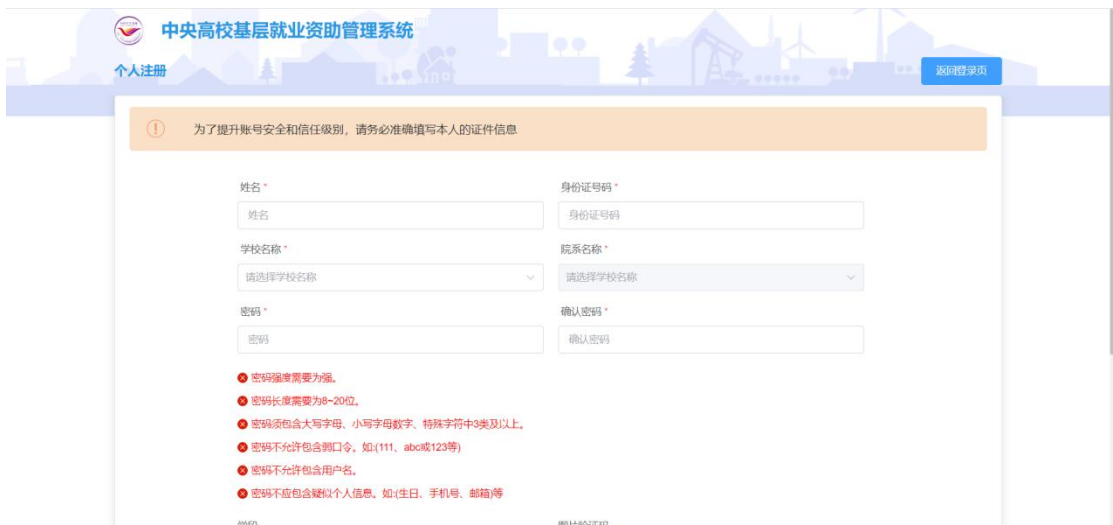 中央高校基层就业资助管理系统
个人注册
返回登录页
为了提升账号安全和信任级别，请务必准确填写本人的证件信息
姓名 * 身份证号码 *
姓名 身份证号码
学校名称 * 院系名称 *
请选择学校名称 请选择学校名称
密码 * 确认密码 *
密码 确认密码
密码强度需要为强。
密码长度需要为8~20位。
密码须包含大写字母、小写字母数字、特殊字符中3类及以上。
密码不允许包含弱口令。如:(111、abc或123等)
密码不允许包含用户名。
密码不应包含疑似个人信息。如:(生日、手机号、邮箱)等